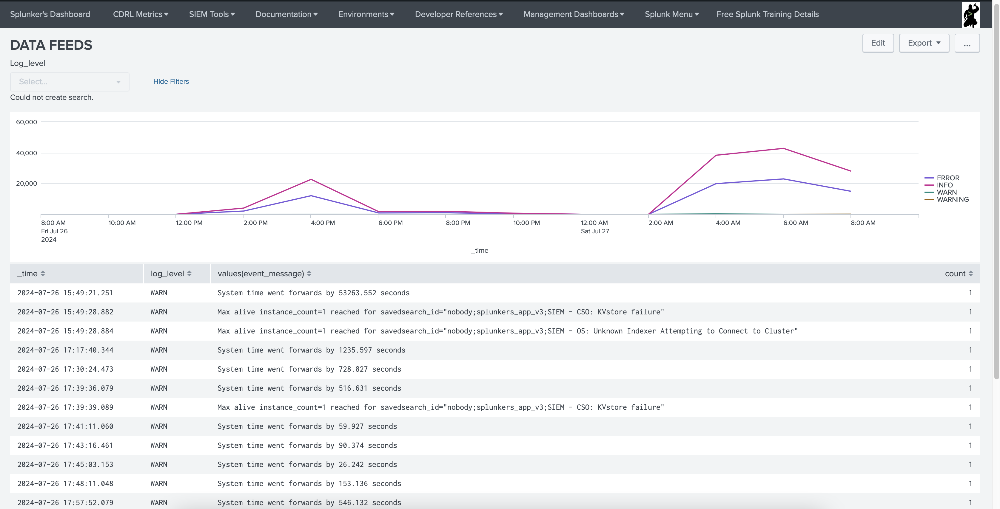 Splunker's Dashboard CDRL Metrics SIEM Tools Documentation Environments Developer References Management Dashboards Splunk Menu Free Splunk Training Details
>
DATA FEEDS
Edit Export ...
Log_level
Select... Hide Filters
Could not create search.
60,000
40,000
20,000
ERROR
INFO
WARN
WARNING
8:00 AM 10:00 AM 12:00 PM 2:00 PM 4:00 PM 6:00 PM 8:00 PM 10:00 PM 12:00 AM 2:00 AM 4:00 AM 6:00 AM 8:00 AM
Fri Jul 26 Sat Jul 27
2024
_time
_time log_level values(event_message) count
2024-07-26 15:49:21.251 WARN System time went forwards by 53263.552 seconds 1
2024-07-26 15:49:28.882 WARN Max alive instance_count=1 reached for savedsearch_id="nobody;splunkers_app_v3;SIEM - CSO: KVstore failure" 1
2024-07-26 15:49:28.884 WARN Max alive instance_count=1 reached for savedsearch_id="nobody;splunkers_app_v3;SIEM - OS: Unknown Indexer Attempting to Connect to Cluster" 1
2024-07-26 17:17:40.344 WARN System time went forwards by 1235.597 seconds 1
2024-07-26 17:30:24.473 WARN System time went forwards by 728.827 seconds 1
2024-07-26 17:39:36.079 WARN System time went forwards by 516.631 seconds 1
2024-07-26 17:39:39.089 WARN Max alive instance_count=1 reached for savedsearch_id="nobody;splunkers_app_v3;SIEM - CSO: KVstore failure" 1
2024-07-26 17:41:11.060 WARN System time went forwards by 59.927 seconds 1
2024-07-26 17:43:16.461 WARN System time went forwards by 90.374 seconds 1
2024-07-26 17:45:03.153 WARN System time went forwards by 26.242 seconds 1
2024-07-26 17:48:11.048 WARN System time went forwards by 153.136 seconds 1
2024-07-26 17:57:52.079 WARN System time went forwards by 546.132 seconds 1